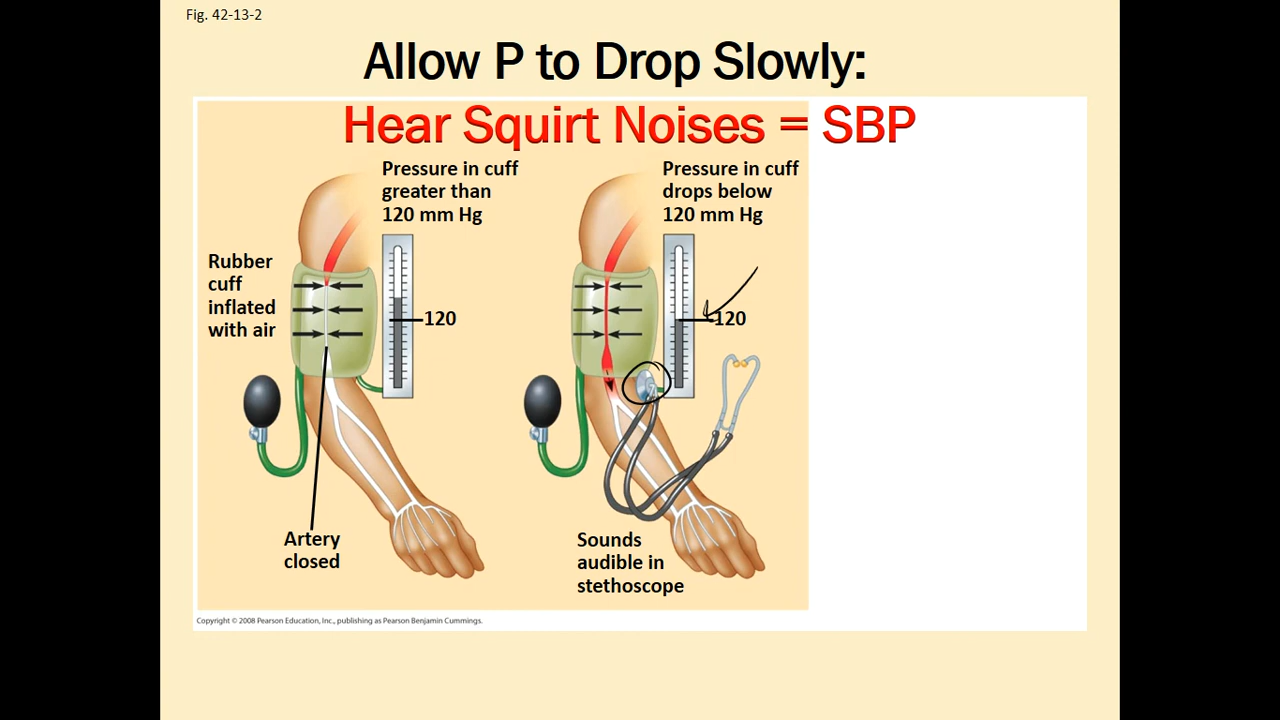 Fig. 42-13-2
Allow P to Drop Slowly:
Hear Squirt Noises = SBP
Pressure in cuff
greater than
120 mm Hg
Pressure in cuff
drops below
120 mm Hg
Rubber
cuff
inflated
with air
120
120
Artery
closed
Sounds
audible in
stethoscope
Copyright © 2008 Pearson Education, Inc., publishing as Pearson Benjamin Cummings.